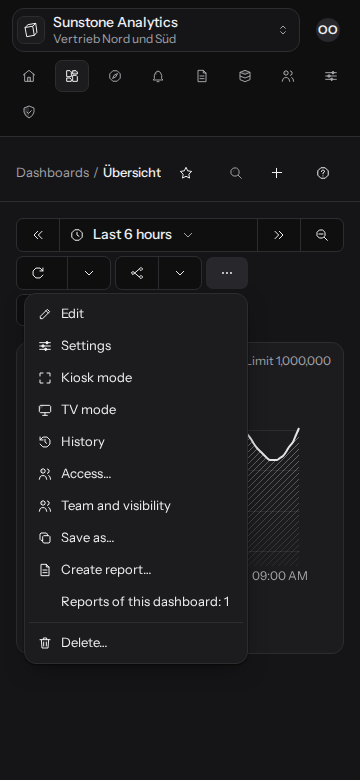 Sunstone Analytics
Vertrieb Nord und Süd
OO
Dashboards / Übersicht
Last 6 hours
Edit
Settings
Limit 1,000,000
Kiosk mode
TV mode
History
Access...
Team and visibility
Save as...
Create report...
09:00 AM
Reports of this dashboard: 1
Delete...